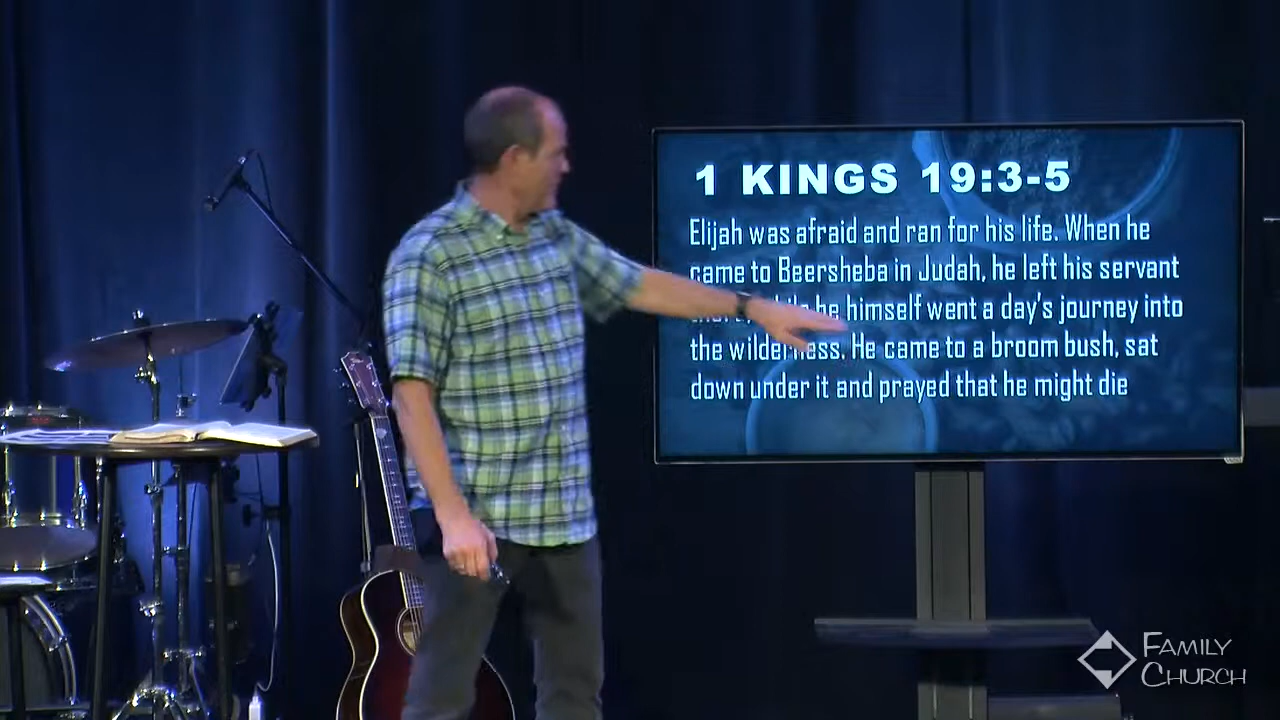 1 KINGS 19:3-5
Elijah was afraid and ran for his life. When he
came to Beersheba in Judah, he left his servant
he himself went a day's journey into
the wilderness. He came to a broom bush, sat
down under it and prayed that he might die
FAMILY
CHURCH